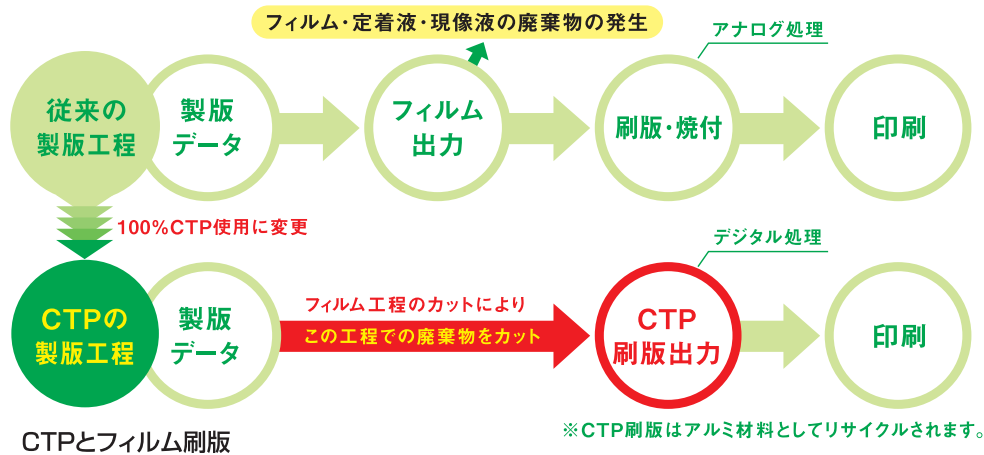 フィルム・定着液・現像液の廃棄物の発生
アナログ処理
従来の
製版工程
製版
データ
フィルム
出力
刷版・焼付
印刷
100%CTP使用に変更
デジタル処理
CTPの
製版工程
製版
データ
フィルム工程のカットにより
この工程での廃棄物をカット
CTP
刷版出力
印刷
※CTP刷版はアルミ材料としてリサイクルされます。
CTPとフィルム刷版